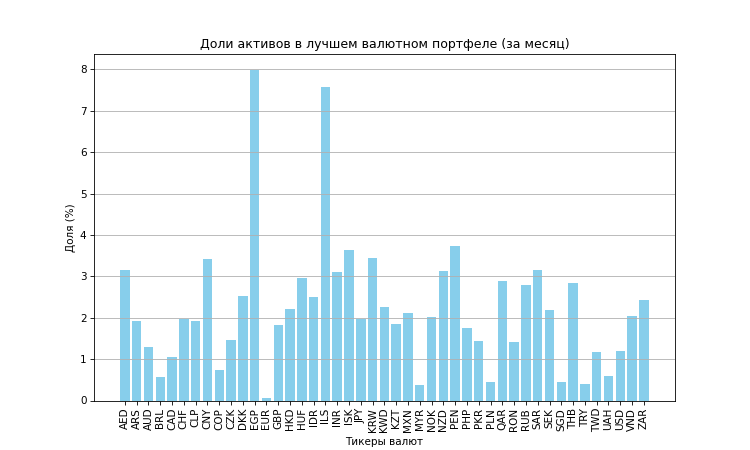 Доли активов в лучшем валютном портфеле (за месяц)
Доля (%)
8
7
6
5
4
3
2
1
0
AED ARS AUD BRL CAD CHF CLP CNY COP CZK DKK EGP EUR GBP HKD HUF IDR ILS INR ISK JPY KRW KWD KZT MXN MYR NOK NZD PEN PHP PKR PLN QAR RON RUB SAR SEK SGD THB TRY TWD UAH USD VND ZAR
Тикеры валют